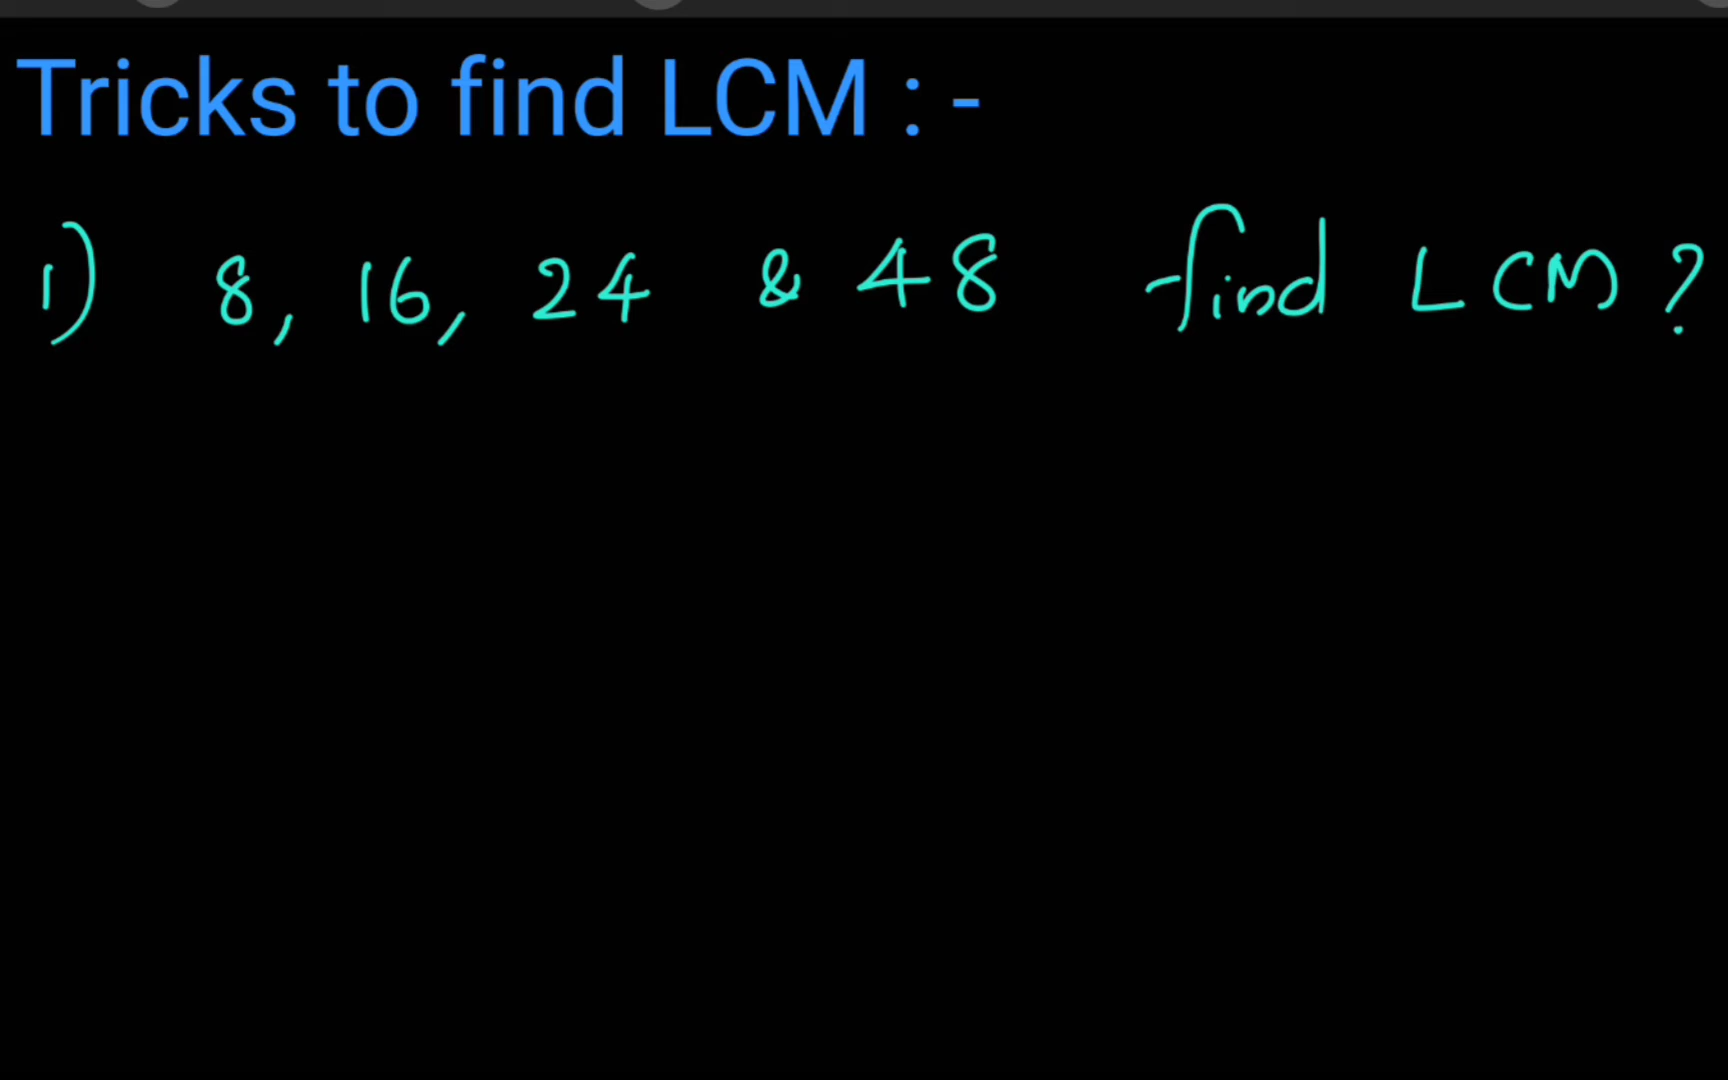 Tricks to find LCM : -
1) 8, 16, 24 & 48 find LCM ?